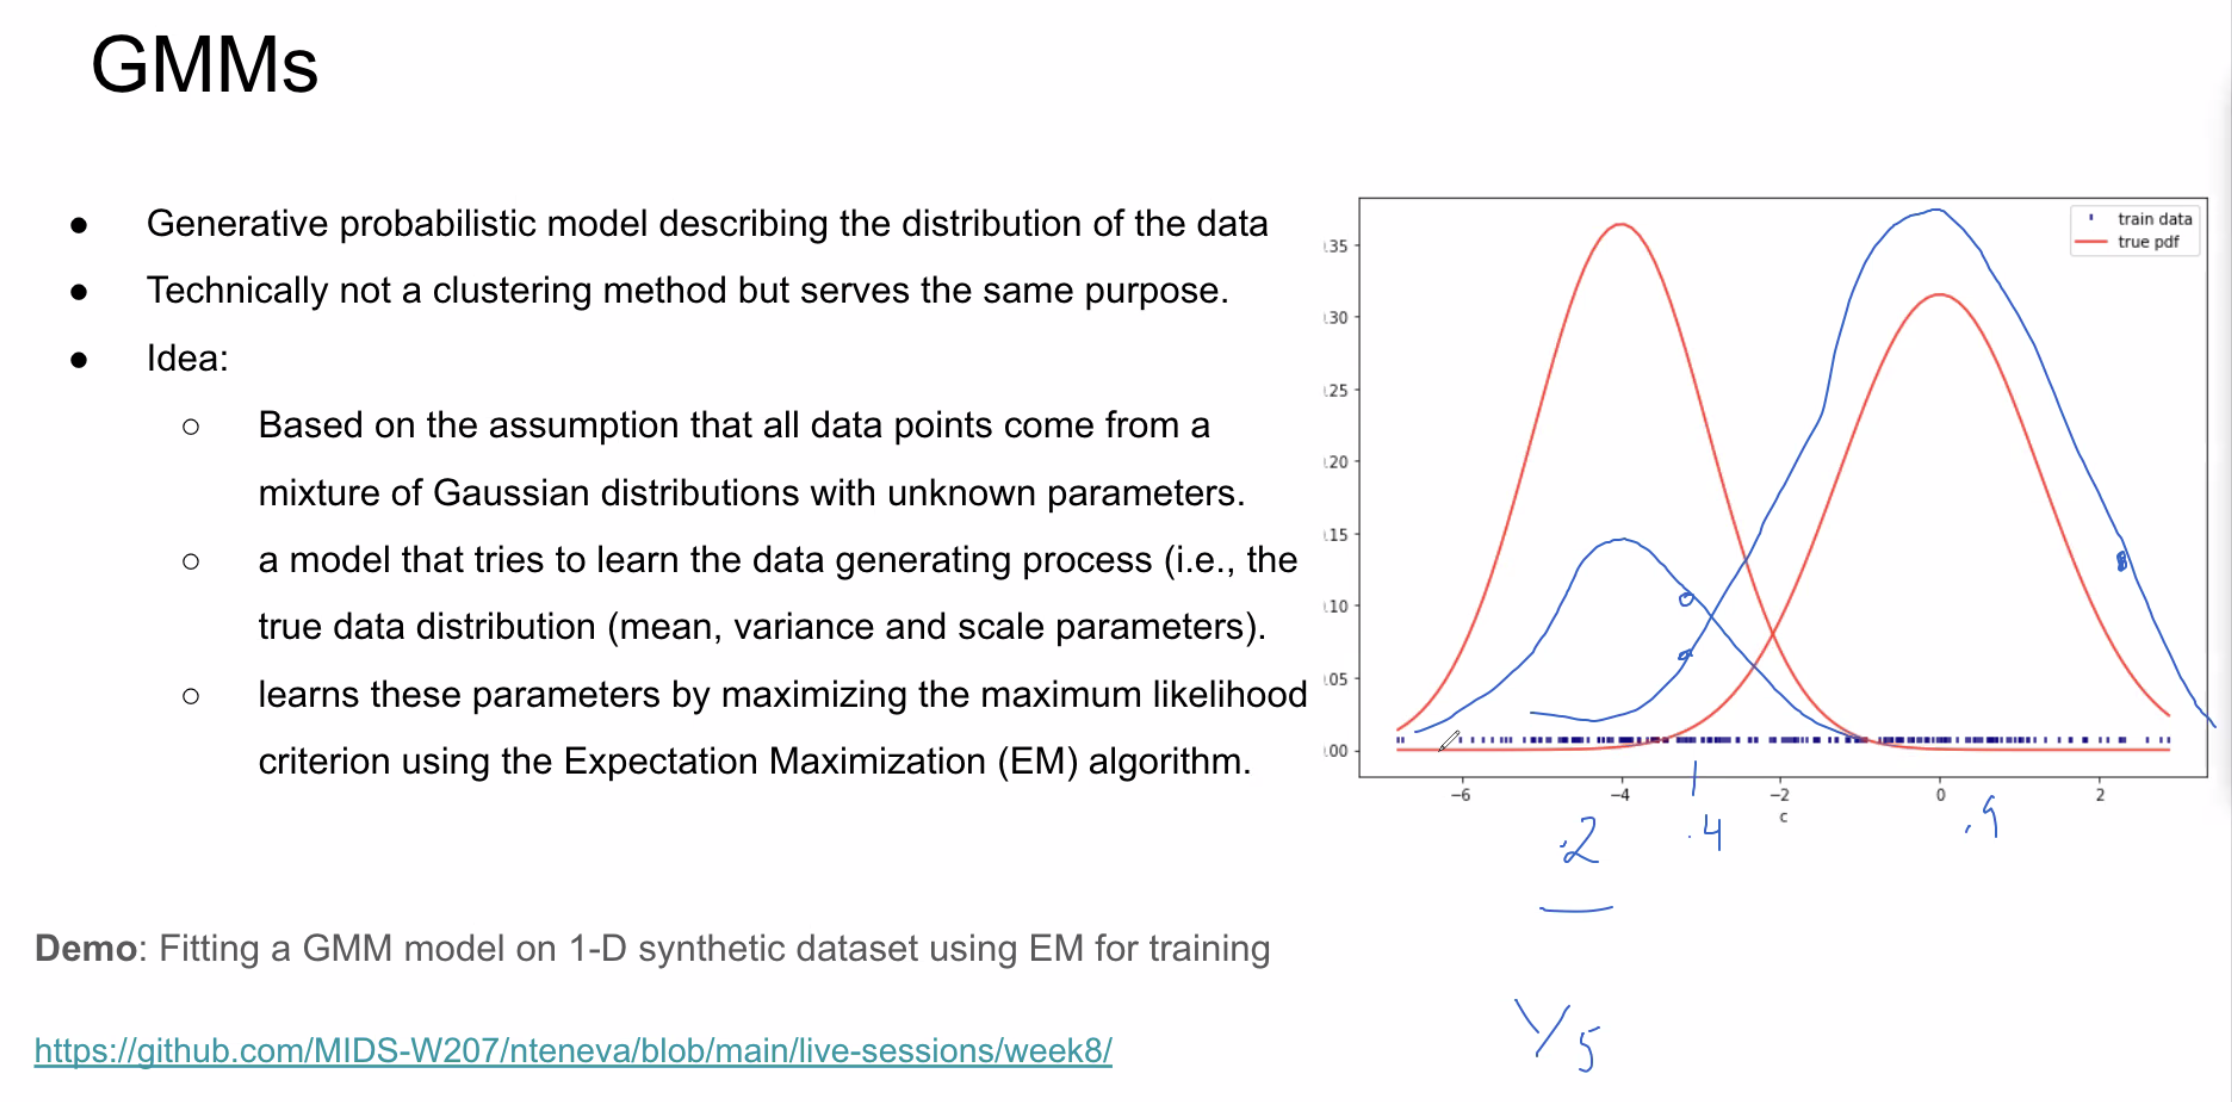 GMMs
● Generative probabilistic model describing the distribution of the data
● Technically not a clustering method but serves the same purpose.
● Idea:
○ Based on the assumption that all data points come from a
mixture of Gaussian distributions with unknown parameters.
○ a model that tries to learn the data generating process (i.e., the
true data distribution (mean, variance and scale parameters).
○ learns these parameters by maximizing the maximum likelihood
criterion using the Expectation Maximization (EM) algorithm.
Demo: Fitting a GMM model on 1-D synthetic dataset using EM for training
https://github.com/MIDS-W207/nteneva/blob/main/live-sessions/week8/
train data
true pdf
.35
.30
.25
.20
.15
.10
.05
.00
−6 −4 −2 0 2
c
.2 .4 .9
5